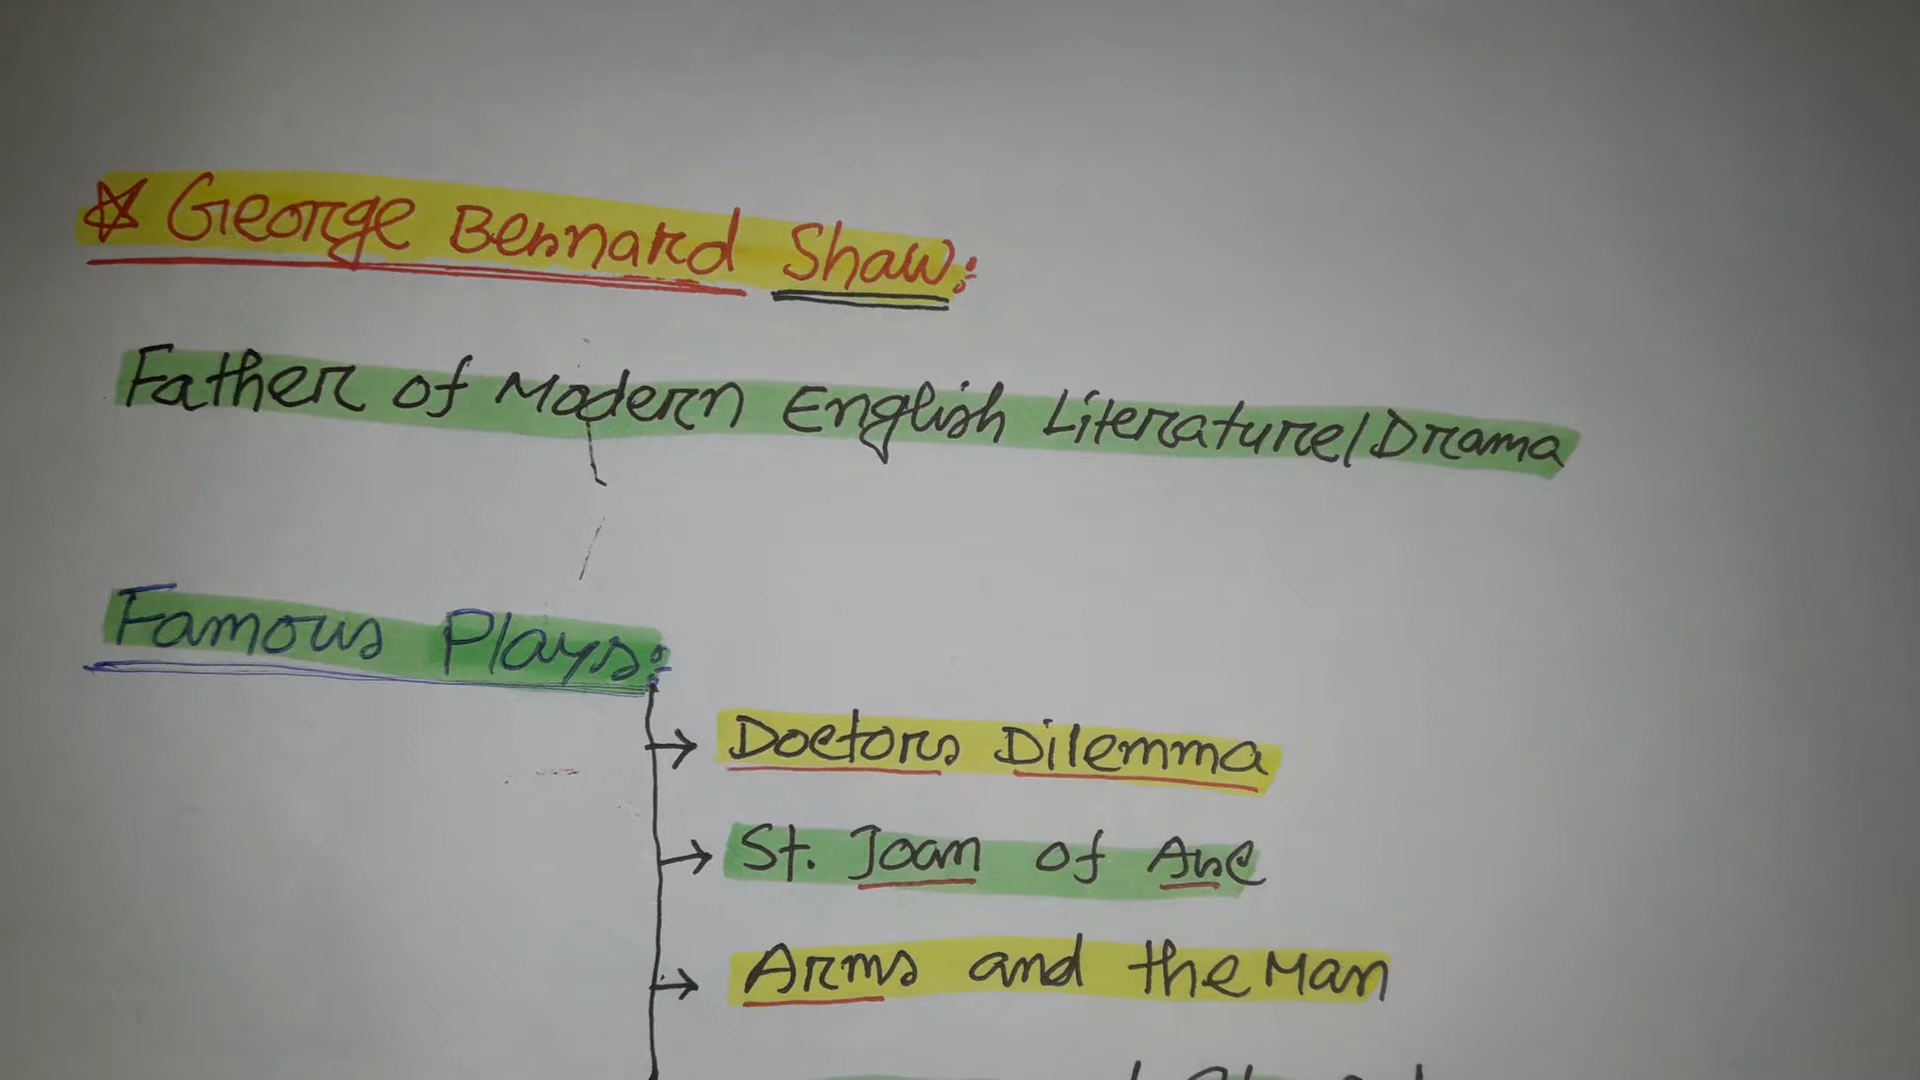 ☆ George Bernard Shaw:
Father of Modern English Literature/Drama
Famous Plays:
→ Doctors Dilemma
→ St. Joan of Arc
→ Arms and the Man